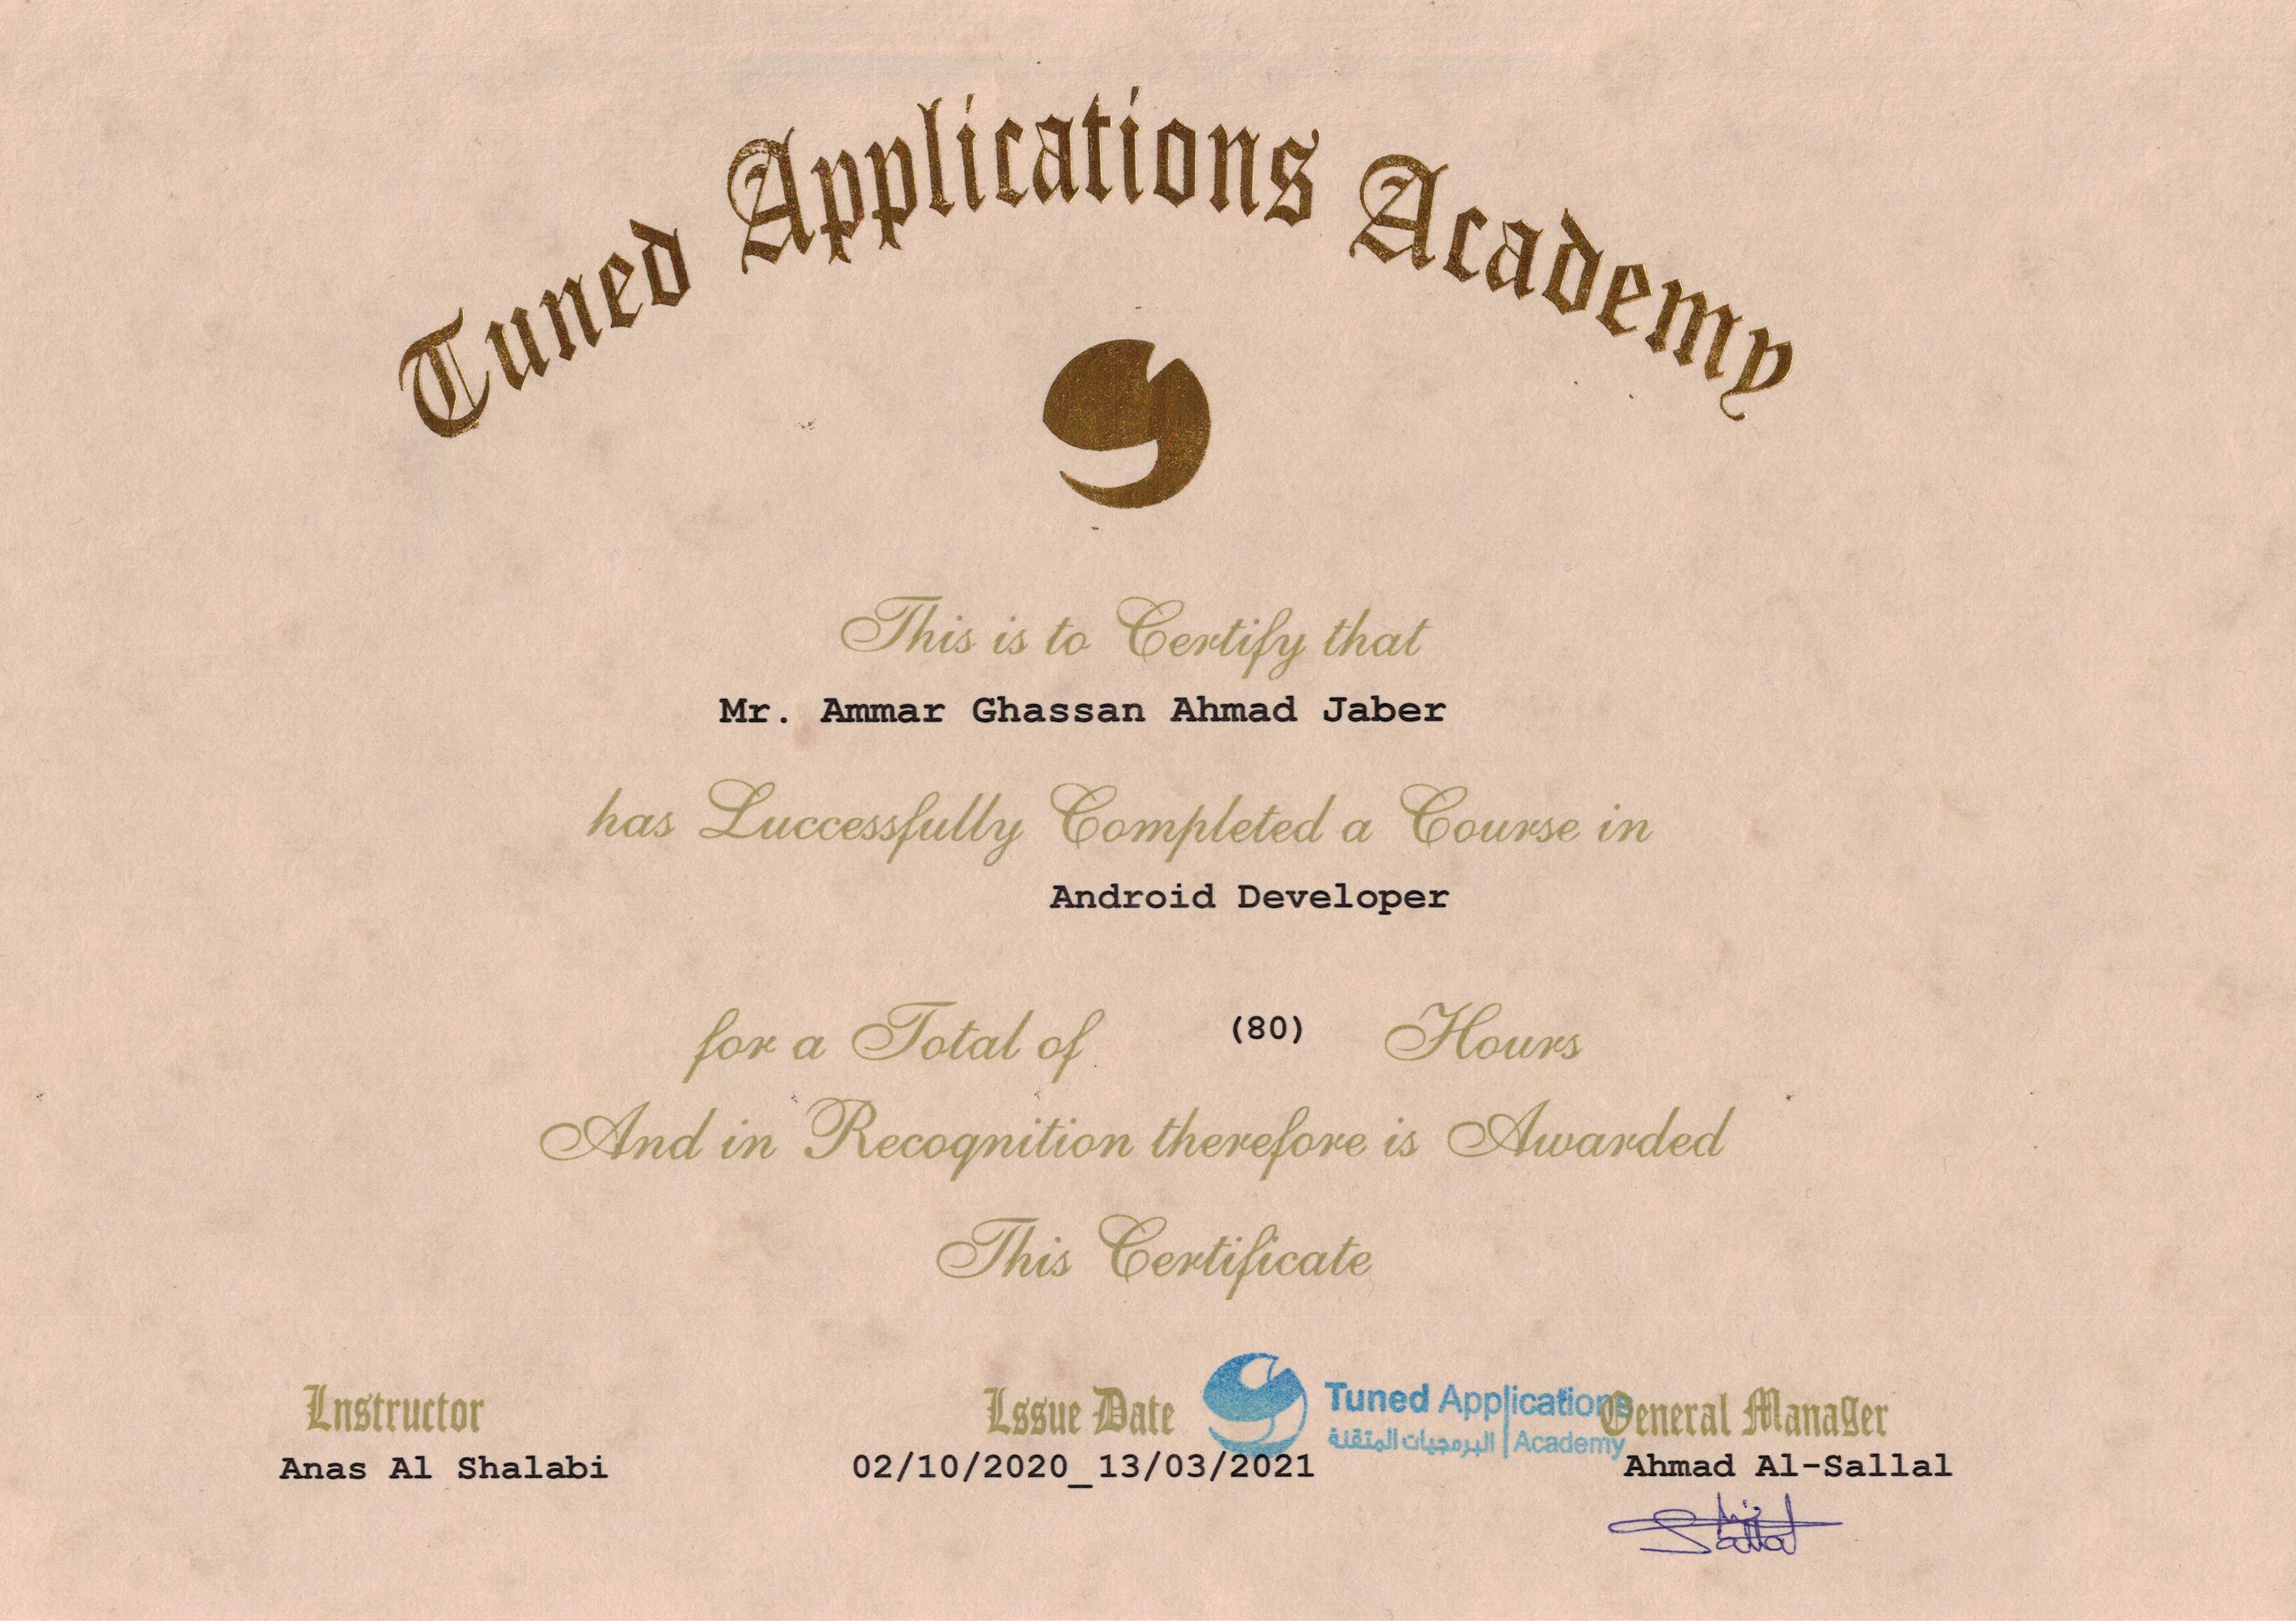 Tuned Applications Academy
This is to Certify that
Mr. Ammar Ghassan Ahmad Jaber
has Successfully Completed a Course in
Android Developer
for a Total of (80) Hours
And in Recognition therefore is Awarded
This Certificate
Instructor
Issue Date
Tuned Applications
البرمجيات المتقنة | Academy
General Manager
Anas Al Shalabi
02/10/2020_13/03/2021
Ahmad Al-Sallal